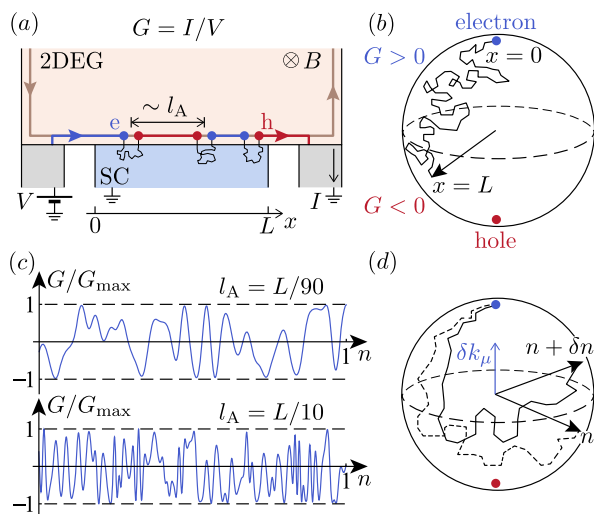 (a)
G = I/V
2DEG
⊗ B
e
∼ l_A
h
SC
V
I
0
L
x
(b)
electron
G > 0
x = 0
x = L
G < 0
hole
(c)
G/G_max
l_A = L/90
1
−1
1
n
G/G_max
l_A = L/10
1
−1
1
n
(d)
δk_μ
n + δn
n